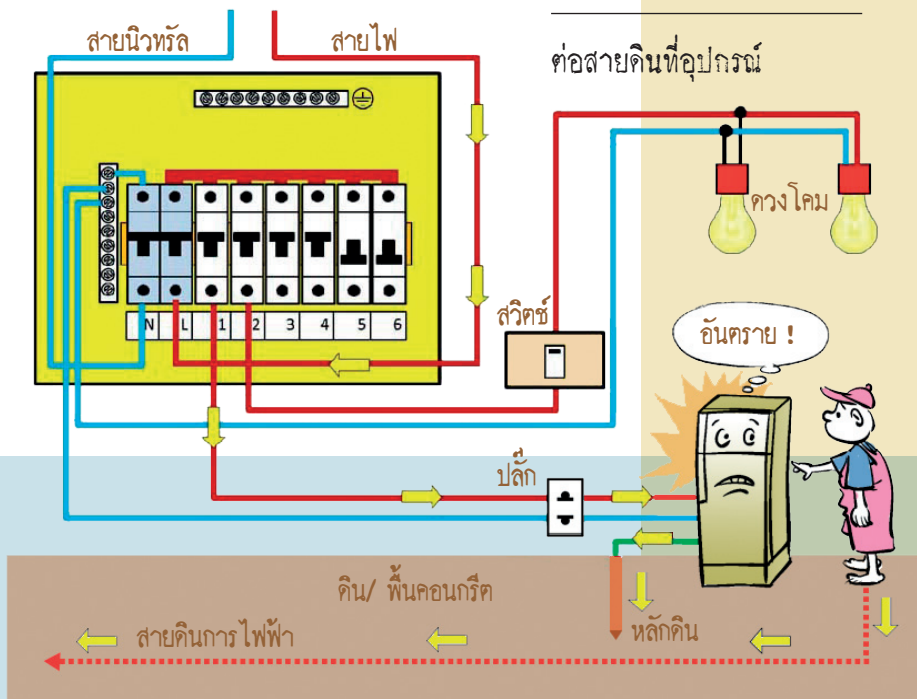 สายนิวทรัล
สายไฟ
ต่อสายดินที่อุปกรณ์
ดวงโคม
สวิตช์
N L 1 2 3 4 5 6
อันตราย !
ปลั๊ก
ดิน/ พื้นคอนกรีต
สายดินการไฟฟ้า
หลักดิน